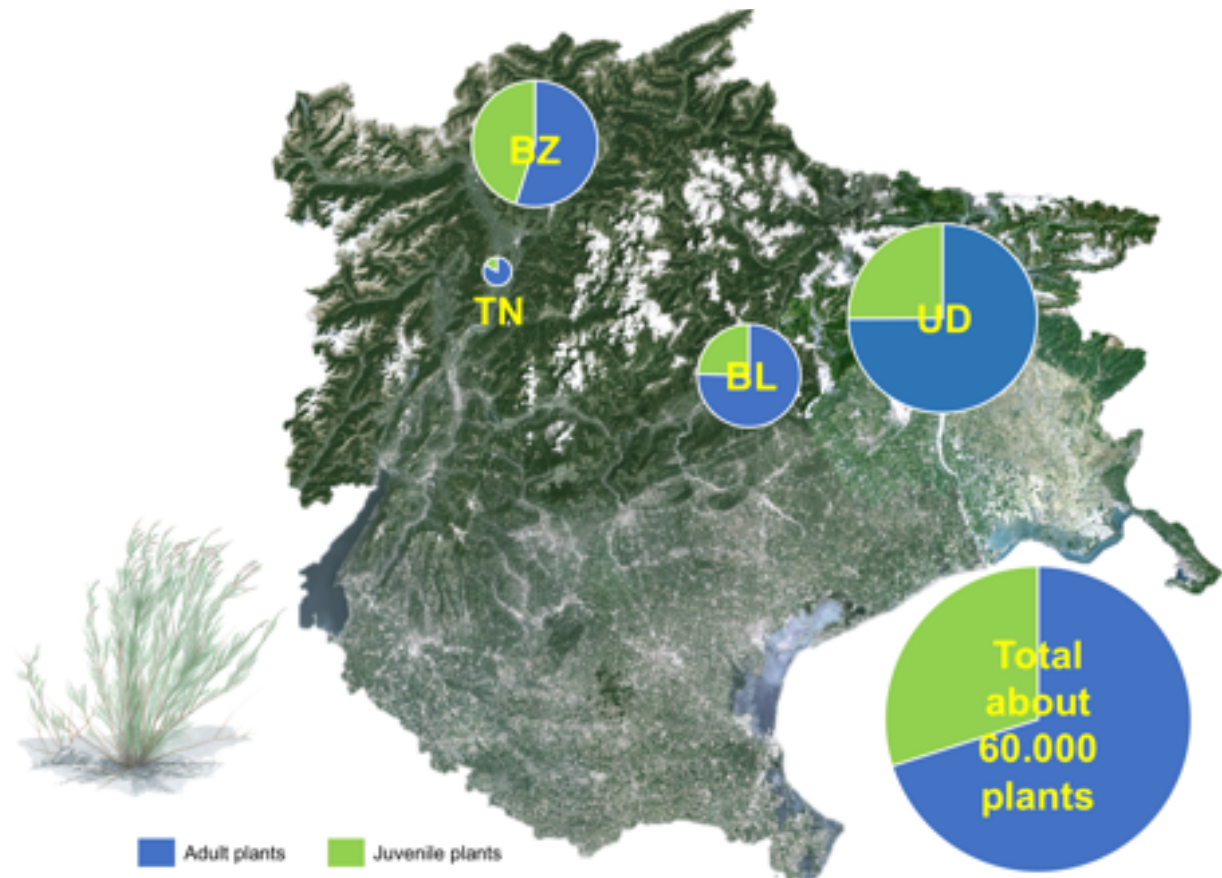 BZ
TN
UD
BL
Total
about
60.000
plants
Adult plants
Juvenile plants